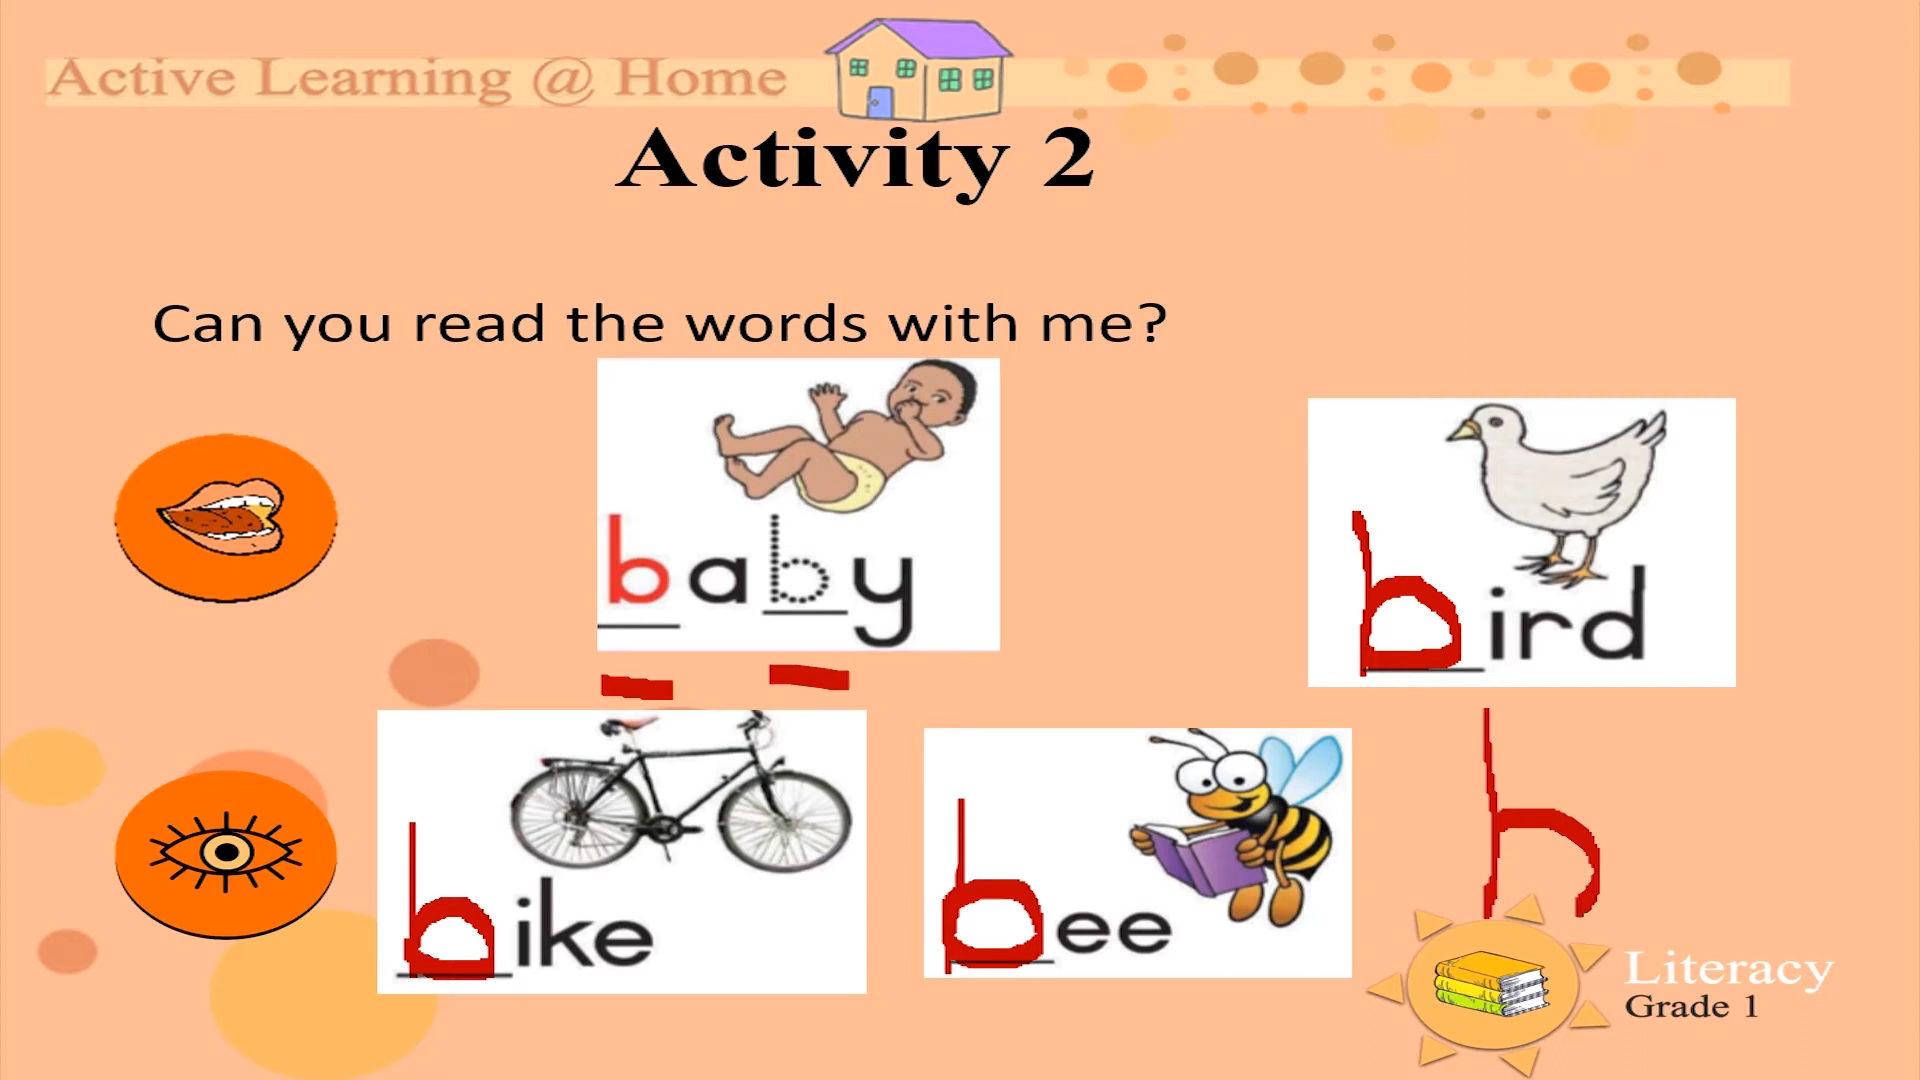 Active Learning @ Home
Activity 2
Can you read the words with me?
baby
bird
bike
bee
Literacy
Grade 1